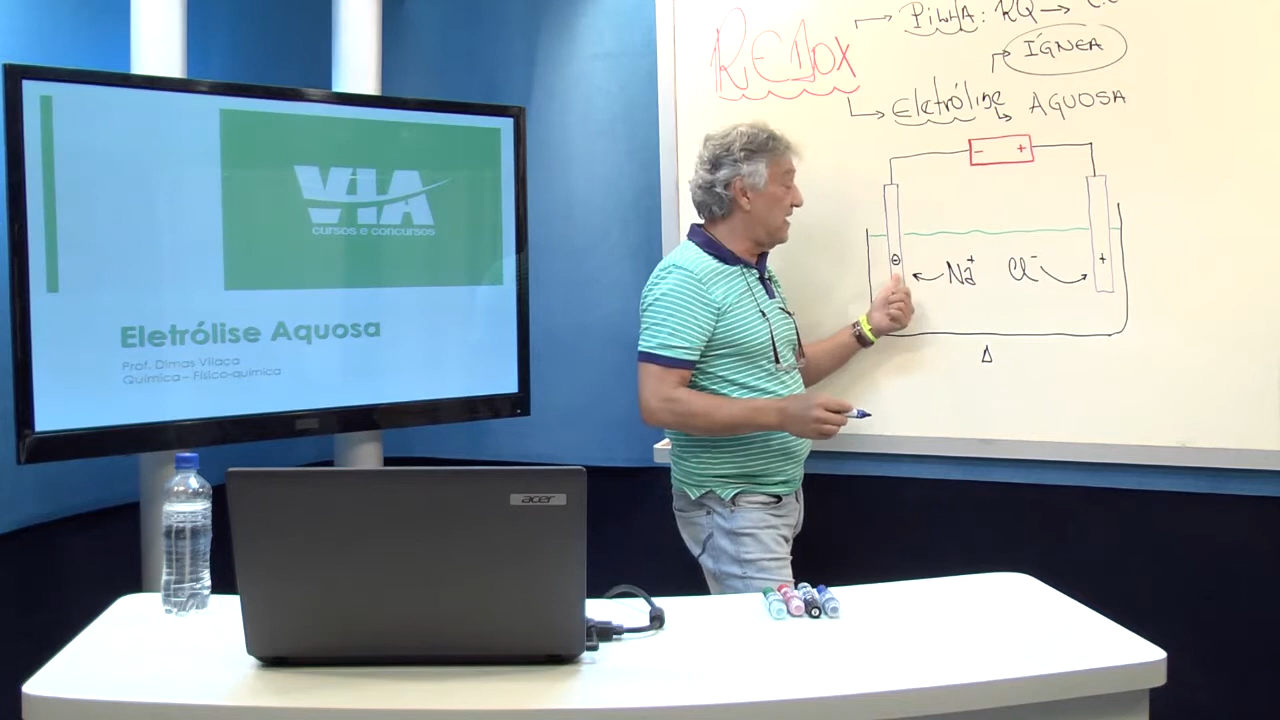 VIA
cursos e concursos
Eletrólise Aquosa
Prof. Dimas Vilaça
Química – Físico-química
acer
REDOX
PILHA: RQ →
ÍGNEA
Eletrólise
AQUOSA
− +
⊖ Na+ Cl− +
Δ